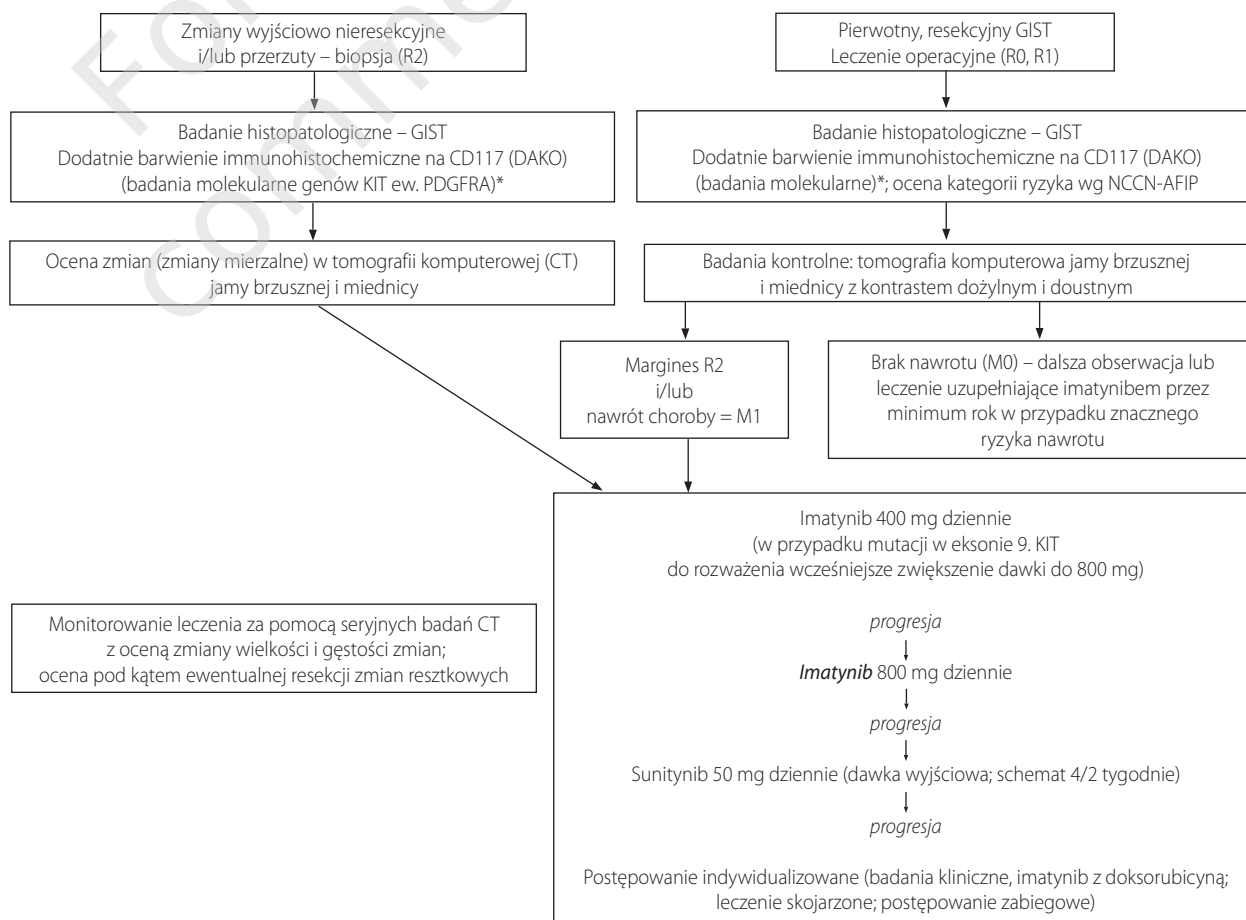 Zmiany wyjściowo nieresekcyjne
i/lub przerzuty – biopsja (R2)
Pierwotny, resekcyjny GIST
Leczenie operacyjne (R0, R1)
Badanie histopatologiczne – GIST
Dodatnie barwienie immunohistochemiczne na CD117 (DAKO)
(badania molekularne genów KIT ew. PDGFRA)*
Badanie histopatologiczne – GIST
Dodatnie barwienie immunohistochemiczne na CD117 (DAKO)
(badania molekularne)*; ocena kategorii ryzyka wg NCCN-AFIP
Ocena zmian (zmiany mierzalne) w tomografii komputerowej (CT)
jamy brzusznej i miednicy
Badania kontrolne: tomografia komputerowa jamy brzusznej
i miednicy z kontrastem dożylnym i doustnym
Margines R2
i/lub
nawrót choroby = M1
Brak nawrotu (M0) – dalsza obserwacja lub
leczenie uzupełniające imatynibem przez
minimum rok w przypadku znacznego
ryzyka nawrotu
Imatynib 400 mg dziennie
(w przypadku mutacji w eksonie 9. KIT
do rozważenia wcześniejsze zwiększenie dawki do 800 mg)
progresja
Imatynib 800 mg dziennie
progresja
Sunitynib 50 mg dziennie (dawka wyjściowa; schemat 4/2 tygodnie)
progresja
Postępowanie indywidualizowane (badania kliniczne, imatynib z doksorubicyną;
leczenie skojarzone; postępowanie zabiegowe)
Monitorowanie leczenia za pomocą seryjnych badań CT
z oceną zmiany wielkości i gęstości zmian;
ocena pod kątem ewentualnej resekcji zmian resztkowych